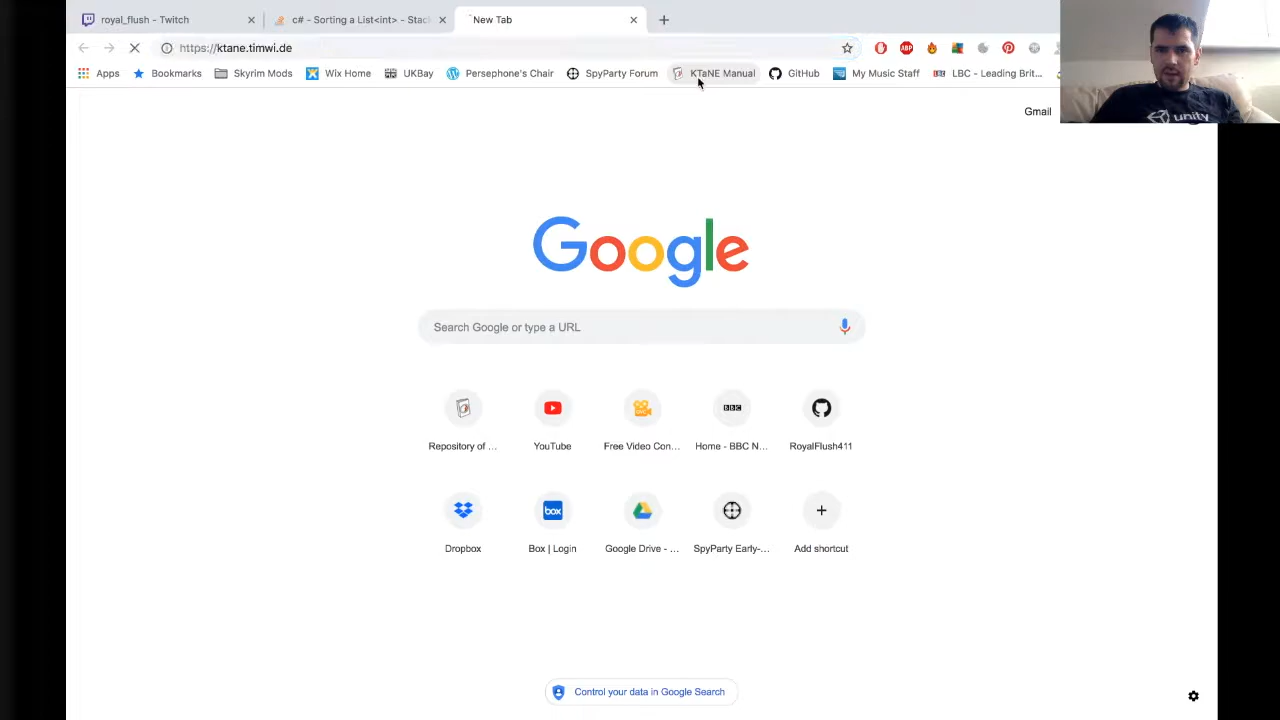 royal_flush - Twitch
c# - Sorting a List<int> - Stack
New Tab
https://ktane.timwi.de
Apps
Bookmarks
Skyrim Mods
Wix Home
UKBay
Persephone's Chair
SpyParty Forum
KTaNE Manual
GitHub
My Music Staff
LBC - Leading Brit...
Gmail
unity
Google
Search Google or type a URL
Repository of ...
YouTube
Free Video Con...
Home - BBC N...
RoyalFlush411
Dropbox
Box | Login
Google Drive - ...
SpyParty Early-...
Add shortcut
Control your data in Google Search